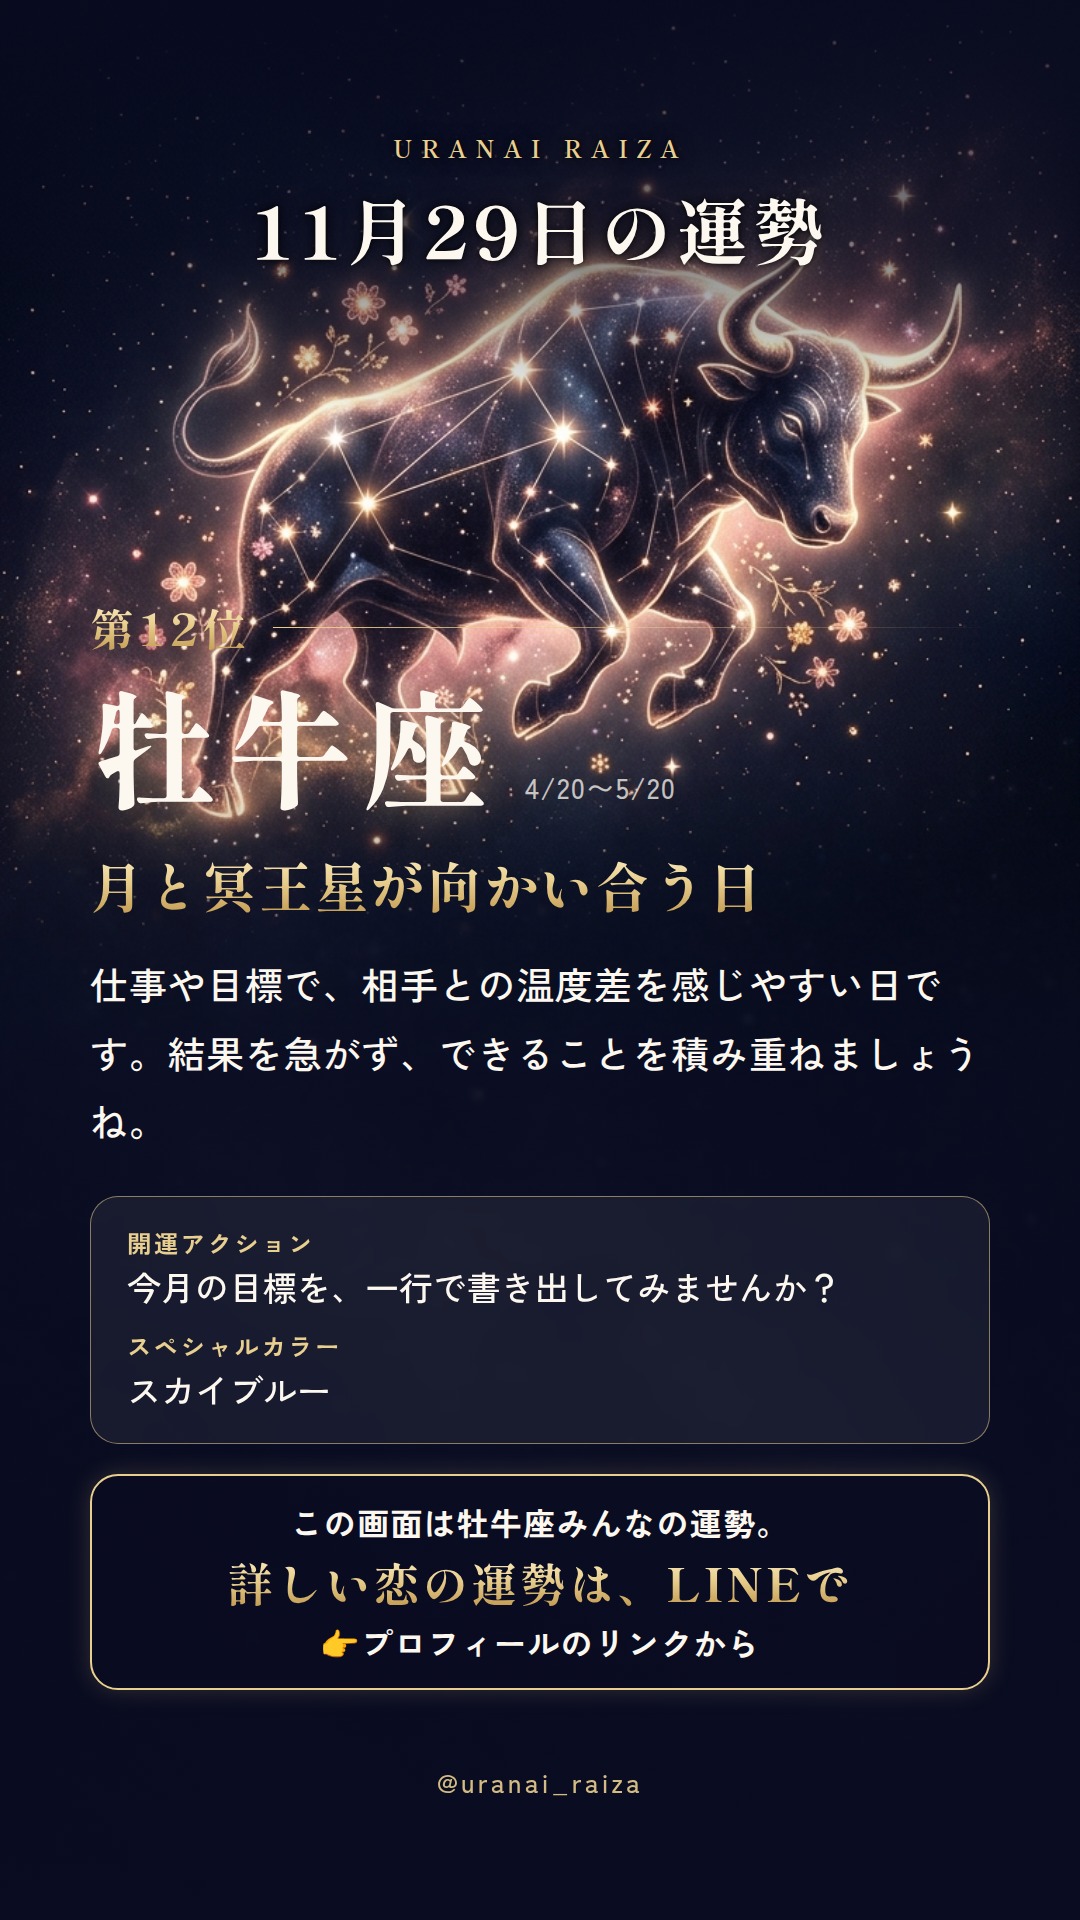 URANAI RAIZA
11月29日の運勢
第12位
牡牛座 4/20〜5/20
月と冥王星が向かい合う日
仕事や目標で、相手との温度差を感じやすい日で
す。結果を急がず、できることを積み重ねましょう
ね。
開運アクション
今月の目標を、一行で書き出してみませんか？
スペシャルカラー
スカイブルー
この画面は牡牛座みんなの運勢。
詳しい恋の運勢は、LINEで
👉プロフィールのリンクから
@uranai_raiza